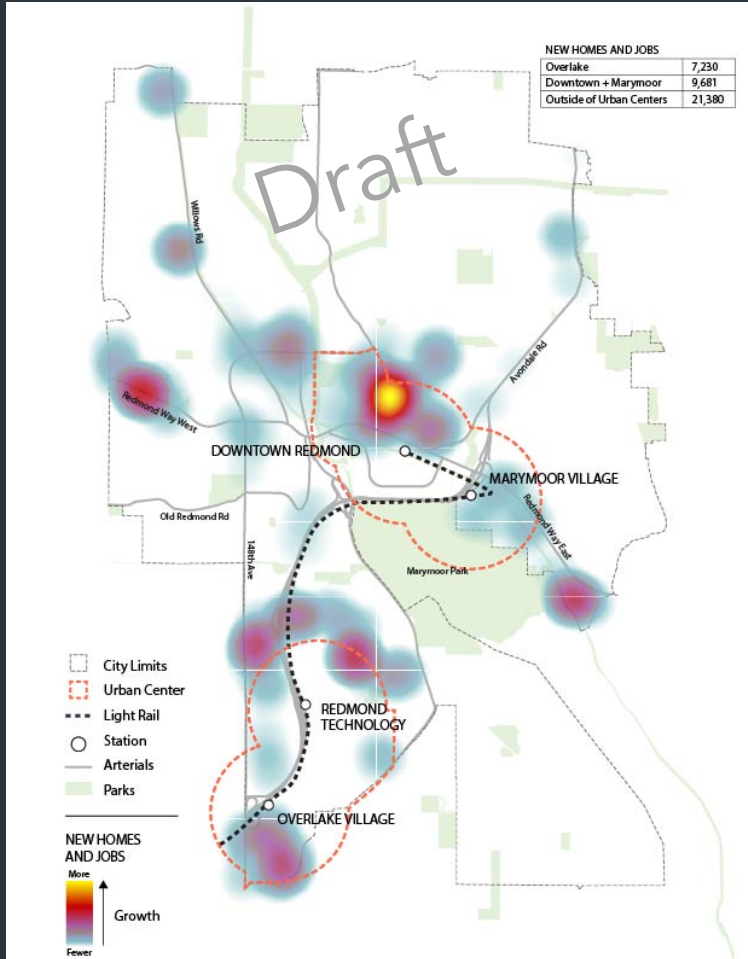 NEW HOMES AND JOBS
Overlake 7,230
Downtown + Marymoor 9,681
Outside of Urban Centers 21,380
Draft
Willows Rd
Avondale Rd
Redmond Way West
DOWNTOWN REDMOND
MARYMOOR VILLAGE
Old Redmond Rd
Redmond Way East
148th Ave
Marymoor Park
City Limits
Urban Center
Light Rail
Station
Arterials
Parks
REDMOND
TECHNOLOGY
OVERLAKE VILLAGE
NEW HOMES
AND JOBS
More
Growth
Fewer